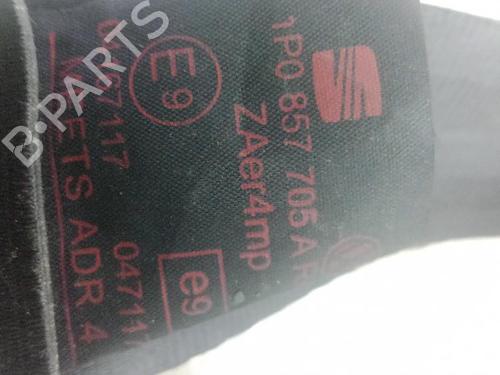 1P0 857 705 A
ZAer4mp
E9
e9
047117
ETS ADR 4
B-PARTS